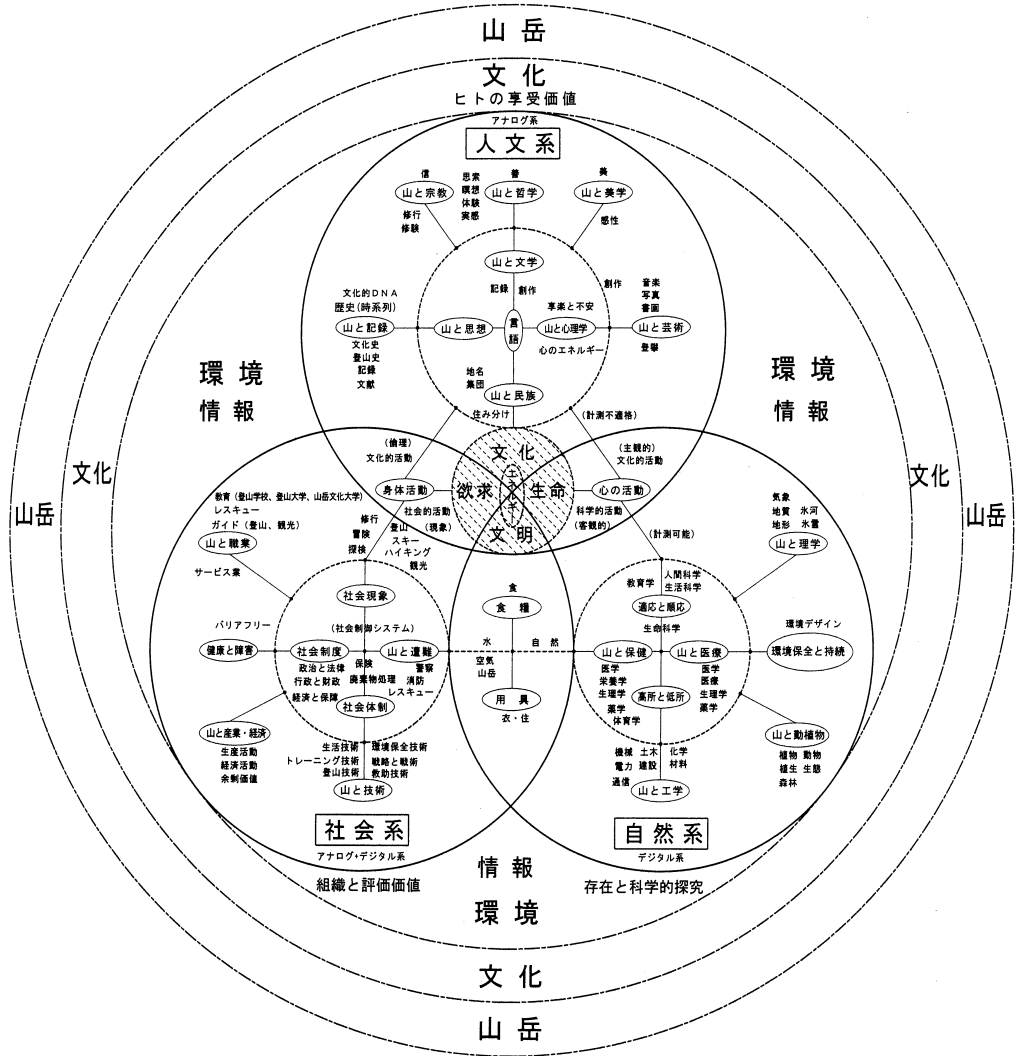 山岳
文化
ヒトの享受価値
アナログ系
人文系
信
思索
瞑想
体験
実感
善
美
山と宗教
山と哲学
山と美学
修行
修験
感性
山と文学
記録
創作
創作
音楽
写真
書画
文化的DNA
歴史(時系列)
享楽と不安
山と記録
山と思想
言語
山と心理学
山と芸術
文化史
登山史
記録
文献
心のエネルギー
登攀
地名
集団
山と民族
住み分け
(計測不適格)
環境
情報
環境
情報
文化
山岳
文化
山岳
(倫理)
文化的活動
(主観的)
文化的活動
文化
身体活動
欲求
エネルギー
生命
心の活動
社会的活動
(現象)
科学的活動
(客観的)
文明
教育(登山学校、登山大学、山岳文化大学)
レスキュー
ガイド(登山、観光)
山と職業
サービス業
修行
冒険
探検
登山
スキー
ハイキング
観光
社会現象
(社会制御システム)
バリアフリー
健康と障害
社会制度
山と遭難
政治と法律
行政と財政
経済と保障
保険
廃棄物処理
警察
消防
レスキュー
社会体制
山と産業・経済
生産活動
経済活動
余剰価値
生活技術
トレーニング技術
登山技術
環境保全技術
戦略と戦術
救助技術
山と技術
社会系
アナログ+デジタル系
組織と評価価値
食
食糧
水
自然
空気
山岳
用具
衣・住
気象
地質 氷河
地形 氷雪
山と理学
(計測可能)
教育学
人間科学
生活科学
適応と順応
生命科学
山と保健
山と医療
環境デザイン
環境保全と持続
医学
栄養学
生理学
薬学
体育学
高所と低所
医学
医療
生理学
薬学
山と動植物
植物 動物
植生 生態
森林
機械 土木 化学
電力 建設 材料
通信
山と工学
自然系
デジタル系
存在と科学的探究
情報
環境
文化
山岳